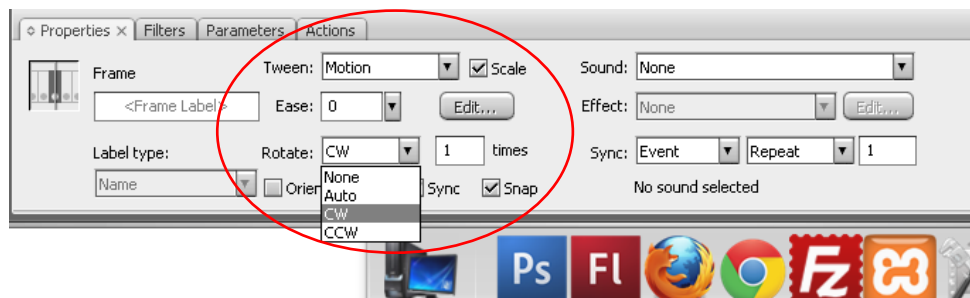 Properties × Filters Parameters Actions
Frame
<Frame Label>
Label type:
Name
Tween: Motion Scale
Ease: 0 Edit...
Rotate: CW 1 times
None
Auto
CW
CCW
Sync Snap
Sound: None
Effect: None Edit...
Sync: Event Repeat 1
No sound selected
Ps Fl Fz